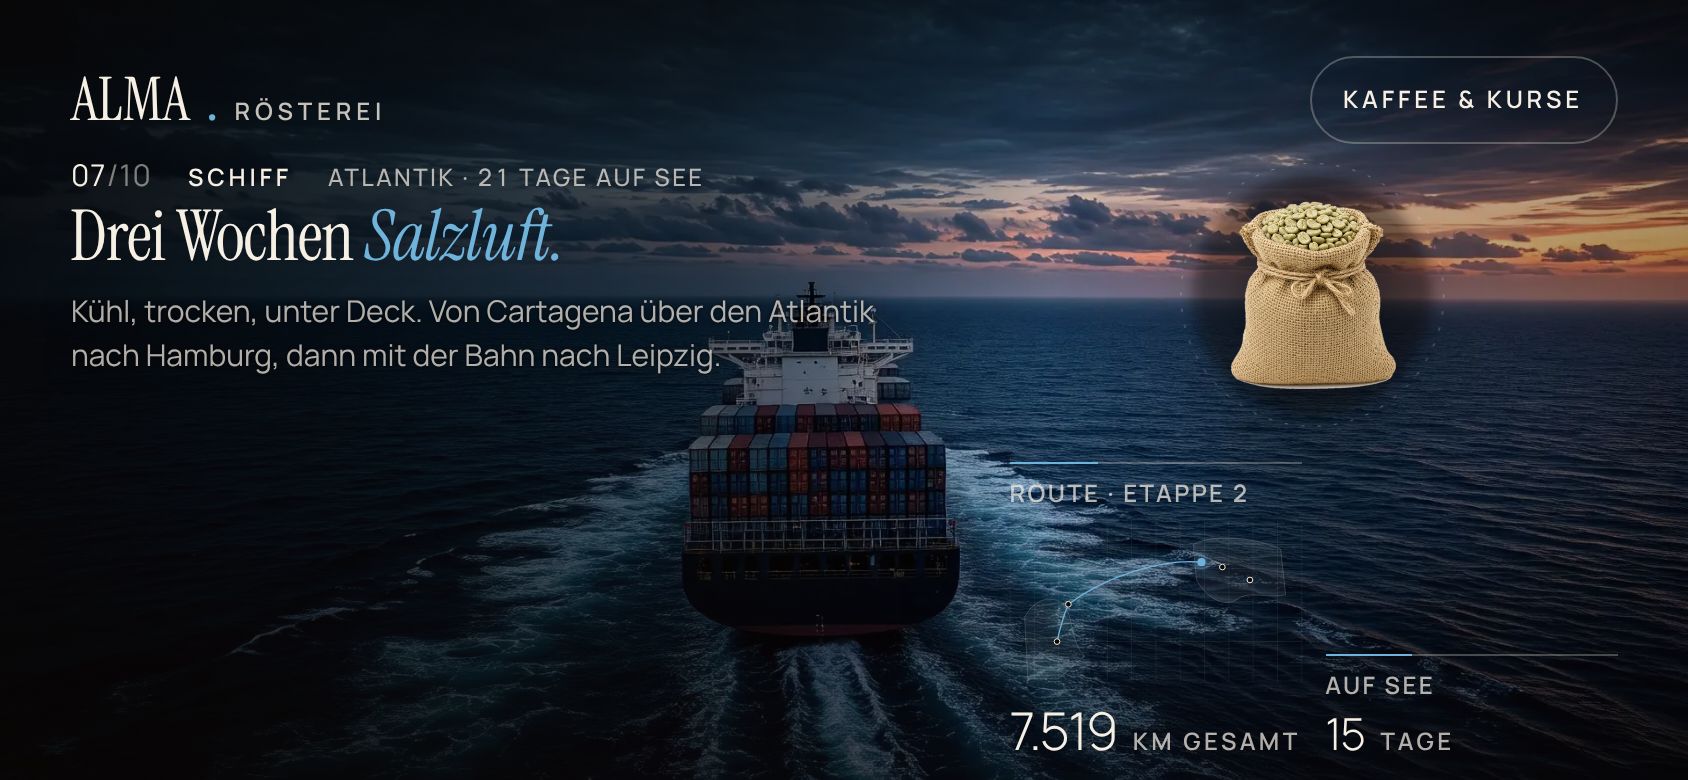 ALMA . RÖSTEREI
KAFFEE & KURSE
07/10 SCHIFF ATLANTIK · 21 TAGE AUF SEE
Drei Wochen Salzluft.
Kühl, trocken, unter Deck. Von Cartagena über den Atlantik
nach Hamburg, dann mit der Bahn nach Leipzig.
ROUTE · ETAPPE 2
7.519 KM GESAMT
AUF SEE
15 TAGE